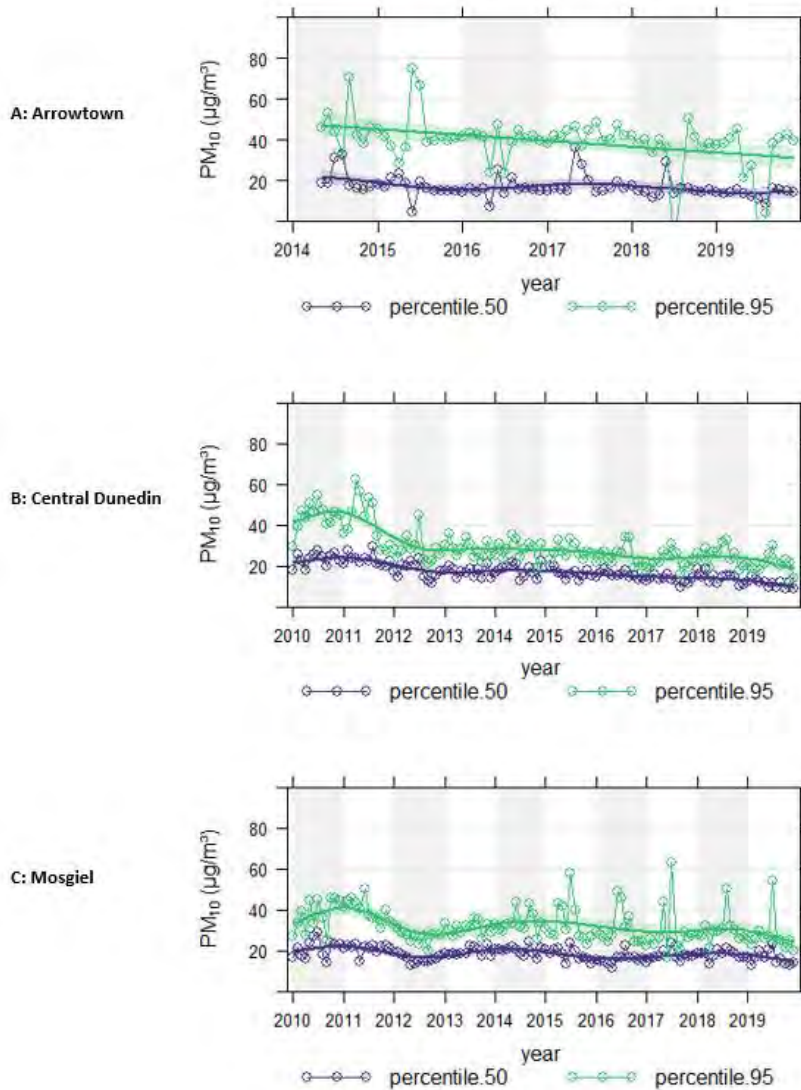 A: Arrowtown
PM₁₀ (µg/m³)
80
60
40
20
2014 2015 2016 2017 2018 2019
year
percentile.50 percentile.95
B: Central Dunedin
PM₁₀ (µg/m³)
80
60
40
20
2010 2011 2012 2013 2014 2015 2016 2017 2018 2019
year
percentile.50 percentile.95
C: Mosgiel
PM₁₀ (µg/m³)
80
60
40
20
2010 2011 2012 2013 2014 2015 2016 2017 2018 2019
year
percentile.50 percentile.95